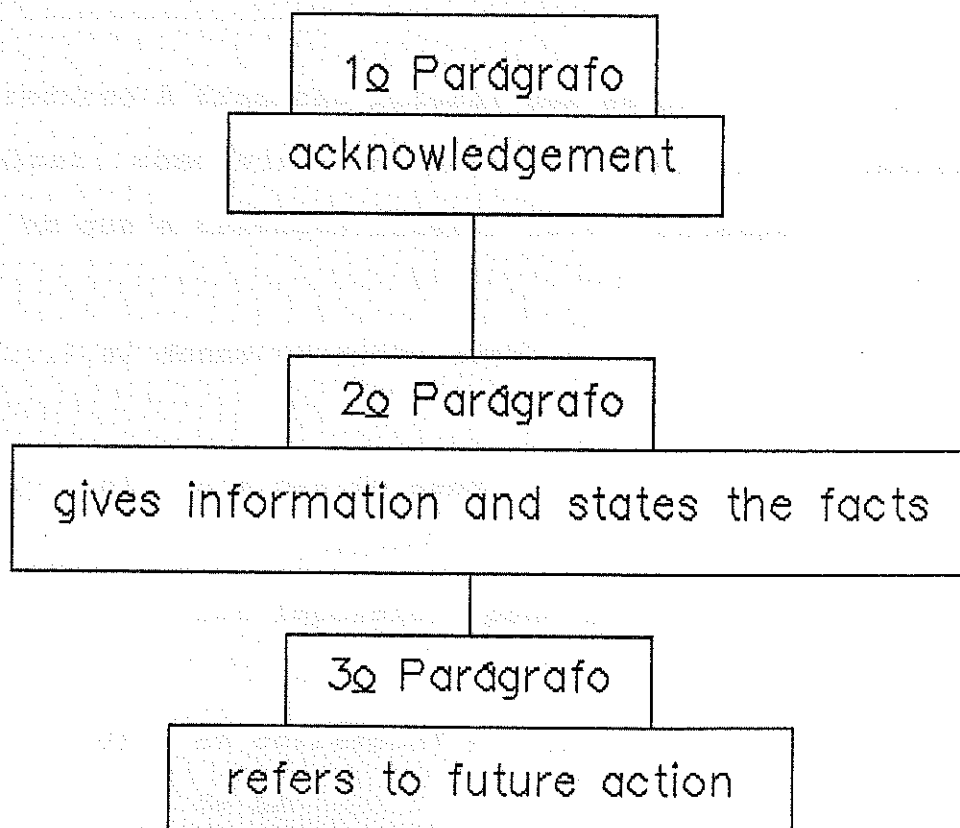 1º Parágrafo
acknowledgement
2º Parágrafo
gives information and states the facts
3º Parágrafo
refers to future action